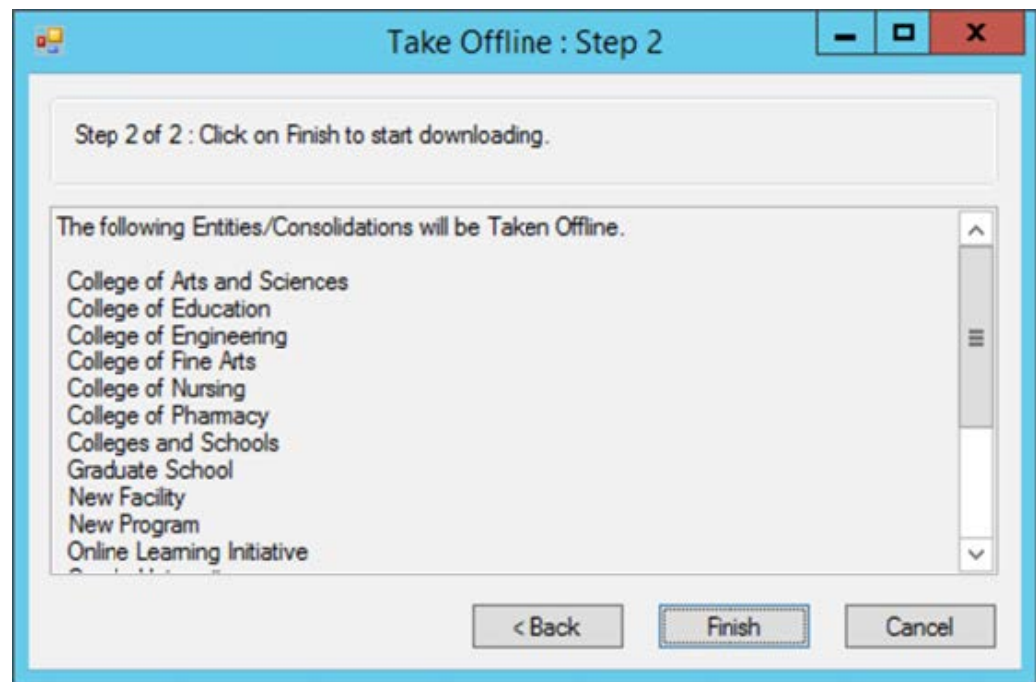 Take Offline : Step 2
Step 2 of 2 : Click on Finish to start downloading.
The following Entities/Consolidations will be Taken Offline.
College of Arts and Sciences
College of Education
College of Engineering
College of Fine Arts
College of Nursing
College of Pharmacy
Colleges and Schools
Graduate School
New Facility
New Program
Online Learning Initiative
< Back
Finish
Cancel